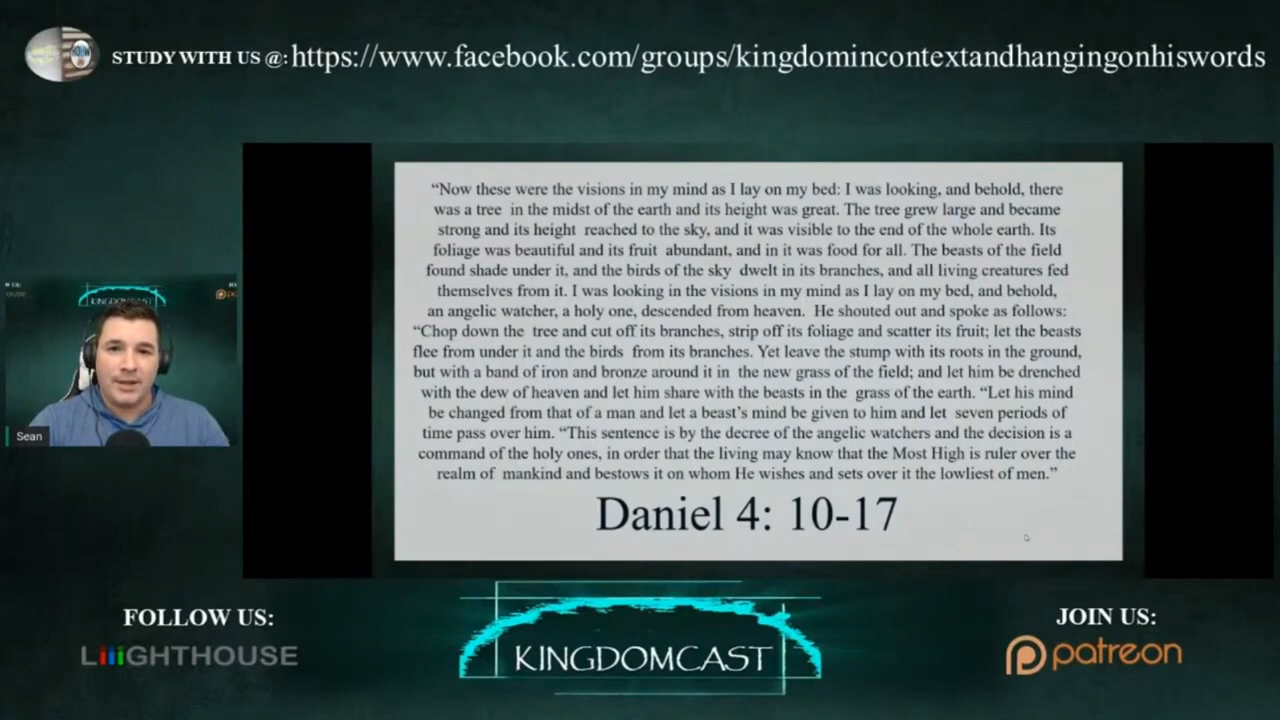 STUDY WITH US @: https://www.facebook.com/groups/kingdomincontextandhangingonhiswords
“Now these were the visions in my mind as I lay on my bed: I was looking, and behold, there
was a tree in the midst of the earth and its height was great. The tree grew large and became
strong and its height reached to the sky, and it was visible to the end of the whole earth. Its
foliage was beautiful and its fruit abundant, and in it was food for all. The beasts of the field
found shade under it, and the birds of the sky dwelt in its branches, and all living creatures fed
themselves from it. I was looking in the visions in my mind as I lay on my bed, and behold,
an angelic watcher, a holy one, descended from heaven. He shouted out and spoke as follows:
“Chop down the tree and cut off its branches, strip off its foliage and scatter its fruit; let the beasts
flee from under it and the birds from its branches. Yet leave the stump with its roots in the ground,
but with a band of iron and bronze around it in the new grass of the field; and let him be drenched
with the dew of heaven and let him share with the beasts in the grass of the earth. “Let his mind
be changed from that of a man and let a beast’s mind be given to him and let seven periods of
time pass over him. “This sentence is by the decree of the angelic watchers and the decision is a
command of the holy ones, in order that the living may know that the Most High is ruler over the
realm of mankind and bestows it on whom He wishes and sets over it the lowliest of men.”
Daniel 4: 10-17
KINGDOMCAST
Sean
FOLLOW US:
LiiiGHTHOUSE
KINGDOMCAST
JOIN US:
patreon